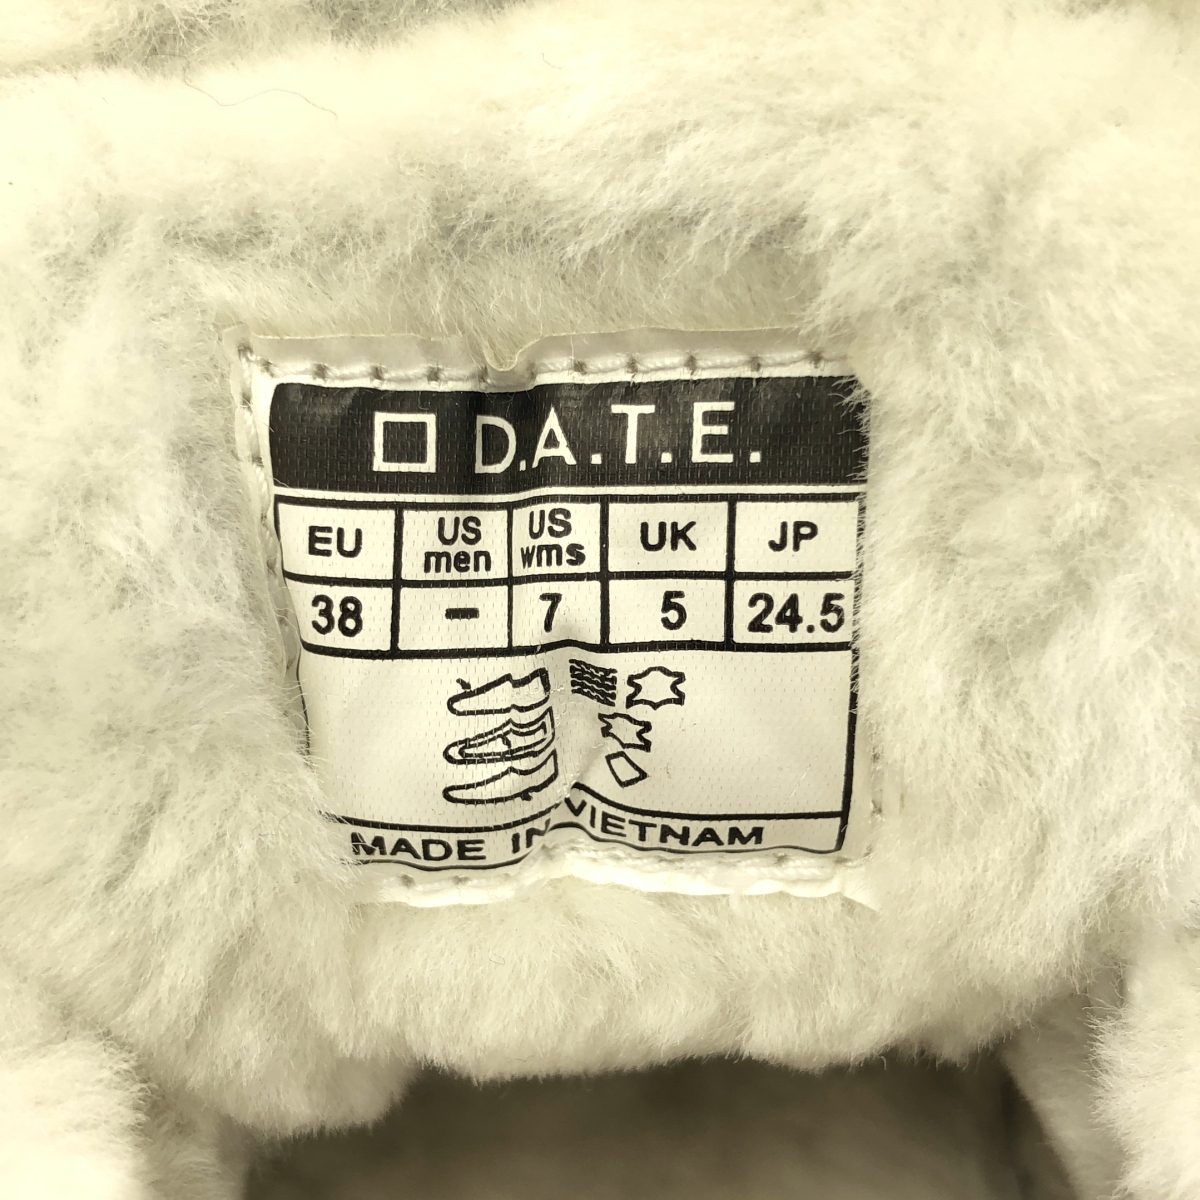 D.A.T.E.
EU US men US wms UK JP
38 - 7 5 24.5
MADE IN VIETNAM